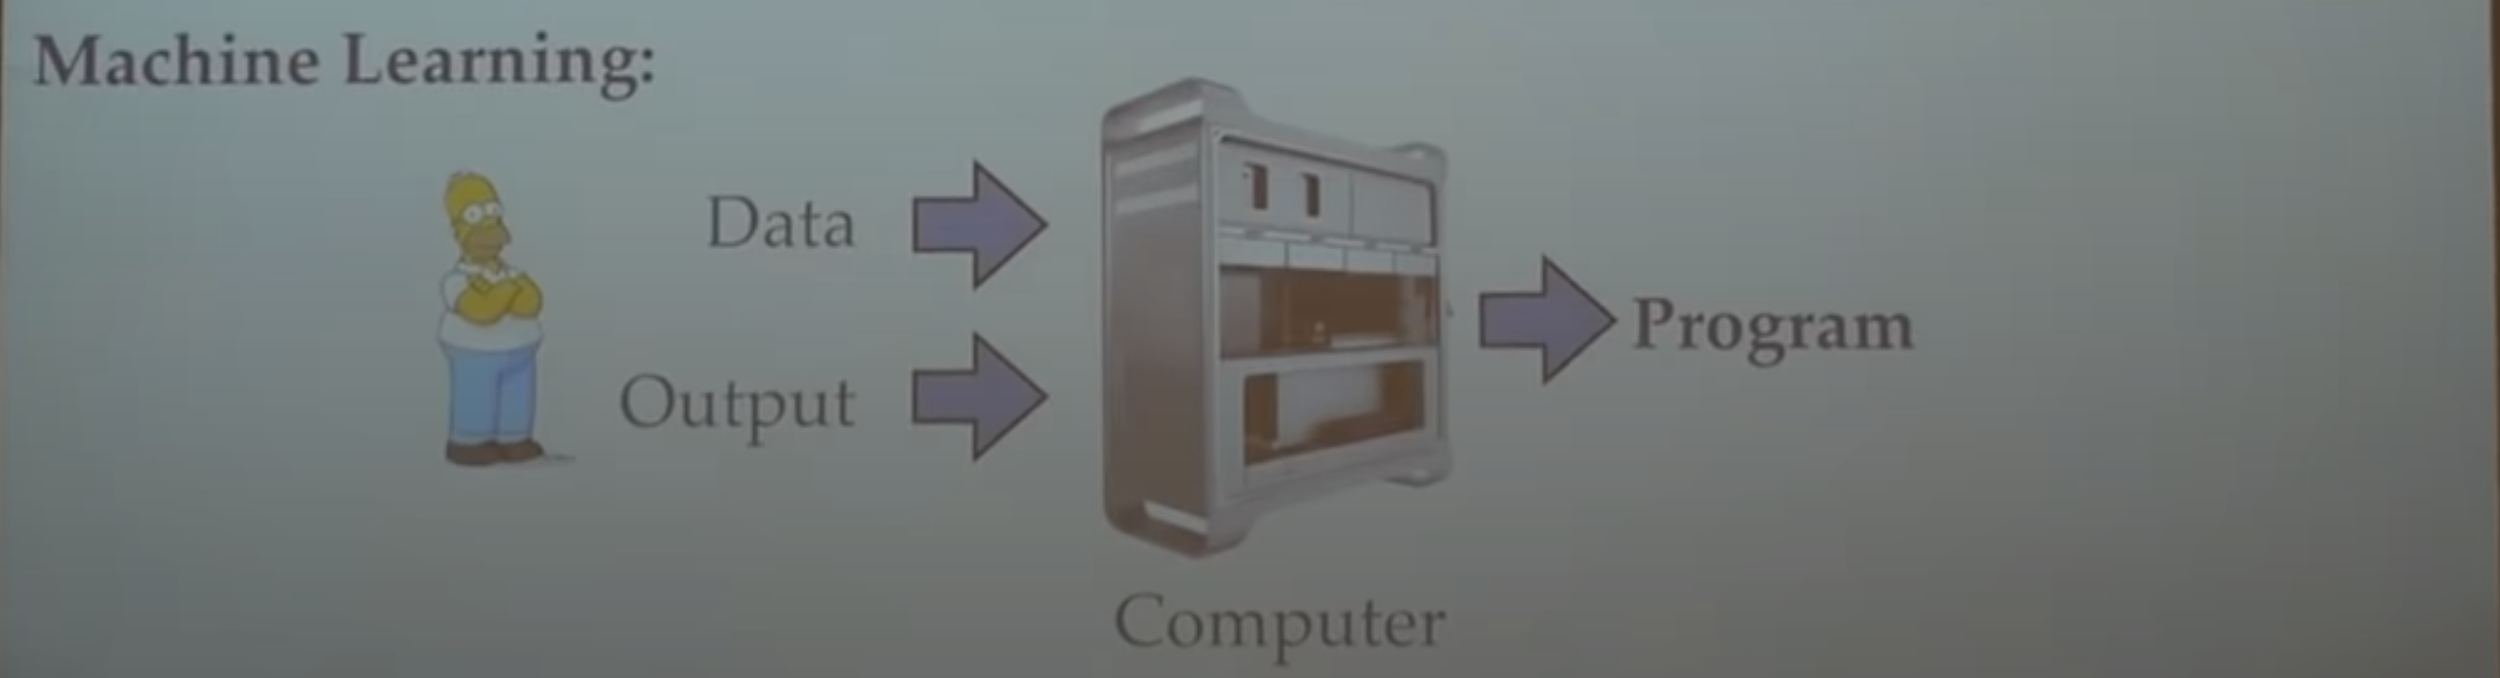 Machine Learning:
Data
Output
Program
Computer